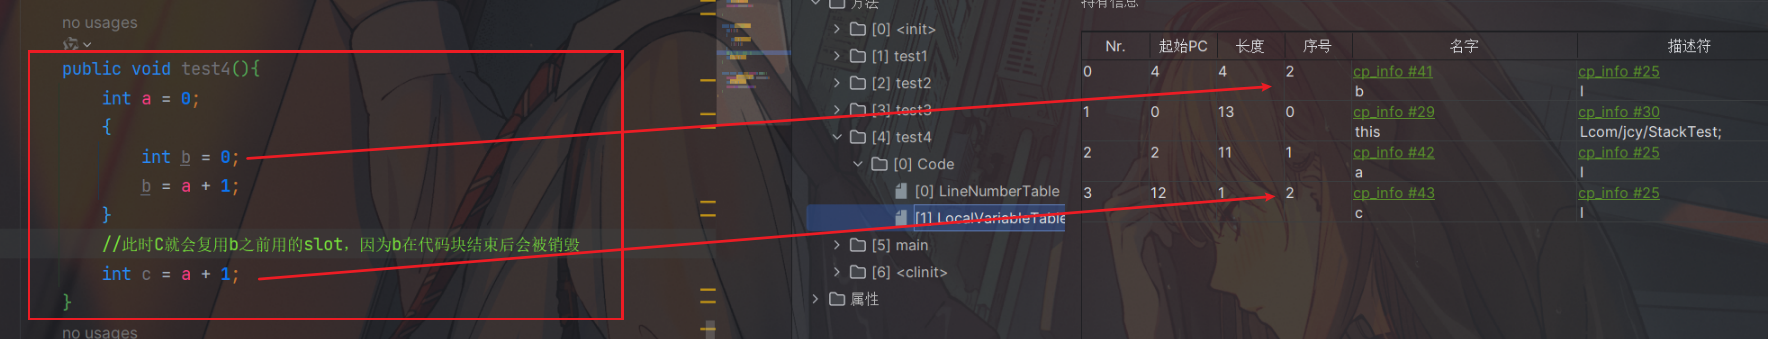 no usages
public void test4(){
int a = 0;
{
int b = 0;
b = a + 1;
}
//此时C就会复用b之前用的slot，因为b在代码块结束后会被销毁
int c = a + 1;
}
no usages
方法
[0] <init>
[1] test1
[2] test2
[3] test3
[4] test4
[0] Code
[0] LineNumberTable
[1] LocalVariableTable
[5] main
[6] <clinit>
属性
特有信息
Nr. 起始PC 长度 序号 名字 描述符
0 4 4 2 cp_info #41 cp_info #25
b I
1 0 13 0 cp_info #29 cp_info #30
this Lcom/jcy/StackTest;
2 2 11 1 cp_info #42 cp_info #25
a I
3 12 1 2 cp_info #43 cp_info #25
c I